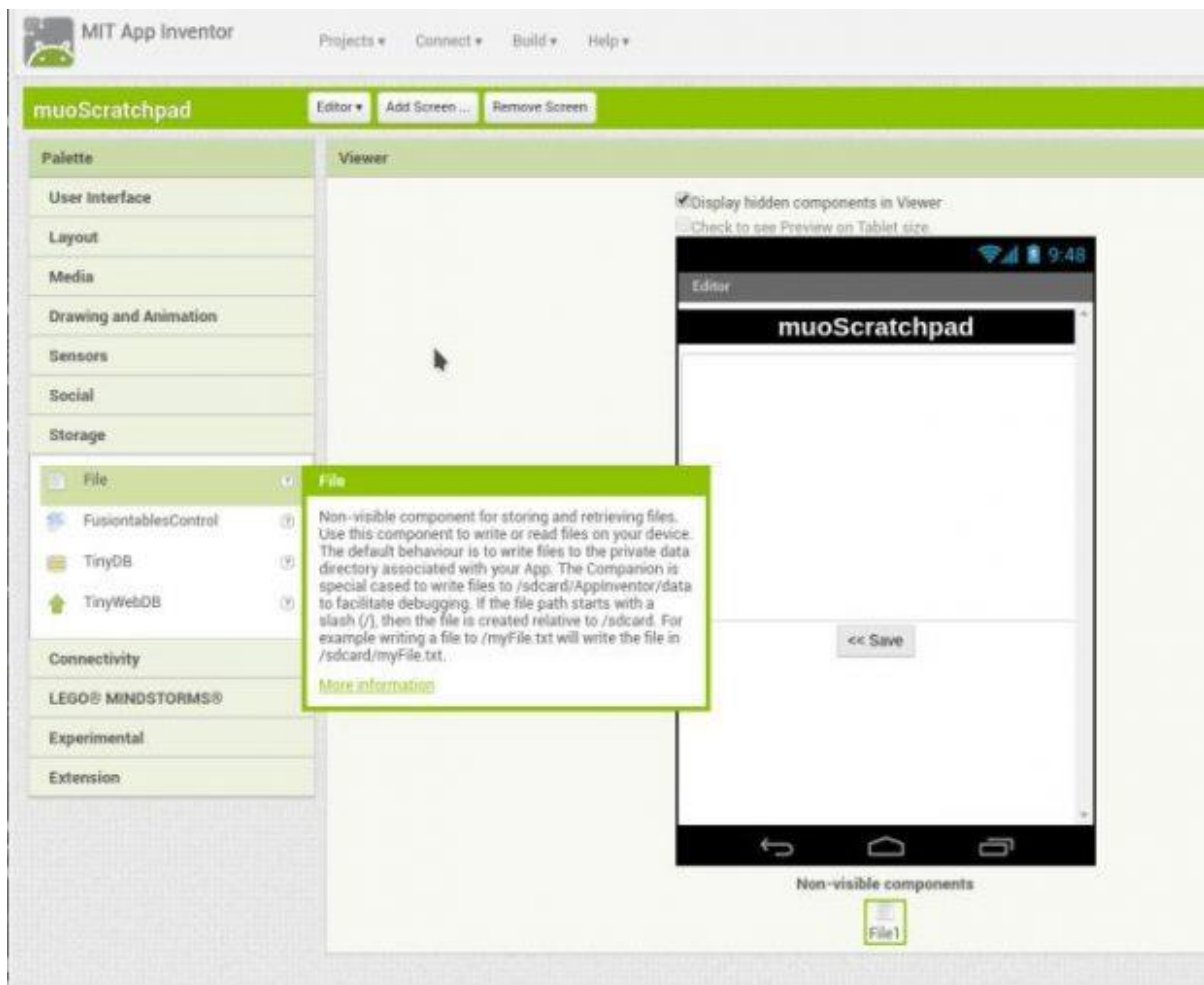 MIT App Inventor
Projects ▾ Connect ▾ Build ▾ Help ▾
muoScratchpad
Editor ▾ Add Screen ... Remove Screen
Palette
User Interface
Layout
Media
Drawing and Animation
Sensors
Social
Storage
File ?
FusiontablesControl ?
TinyDB ?
TinyWebDB ?
Connectivity
LEGO® MINDSTORMS®
Experimental
Extension
File
Non-visible component for storing and retrieving files.
Use this component to write or read files on your device.
The default behaviour is to write files to the private data
directory associated with your App. The Companion is
special cased to write files to /sdcard/AppInventor/data
to facilitate debugging. If the file path starts with a
slash (/), then the file is created relative to /sdcard. For
example writing a file to /myFile.txt will write the file in
/sdcard/myFile.txt.
More information
Viewer
Display hidden components in Viewer
Check to see Preview on Tablet size.
9:48
Editor
muoScratchpad
<< Save
Non-visible components
File1